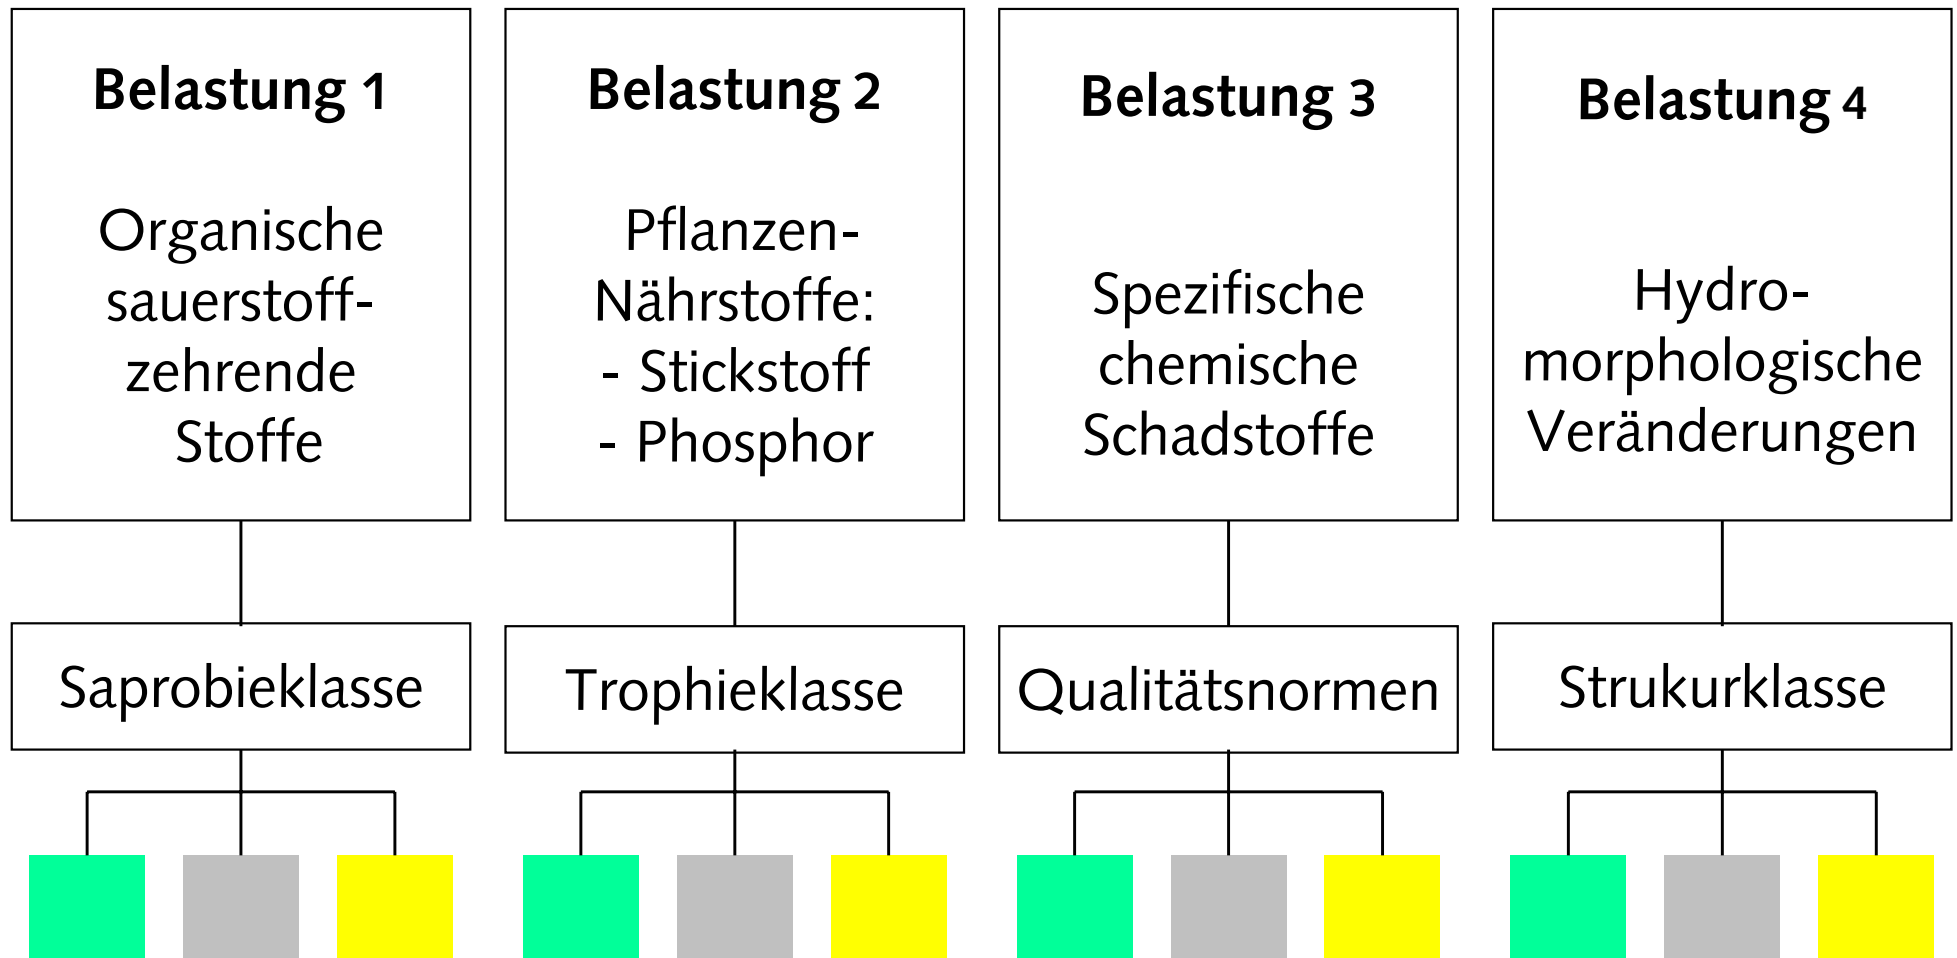 Belastung 1
Organische
sauerstoff-
zehrende
Stoffe
Saprobieklasse
Belastung 2
Pflanzen-
Nährstoffe:
- Stickstoff
- Phosphor
Trophieklasse
Belastung 3
Spezifische
chemische
Schadstoffe
Qualitätsnormen
Belastung 4
Hydro-
morphologische
Veränderungen
Strukurklasse